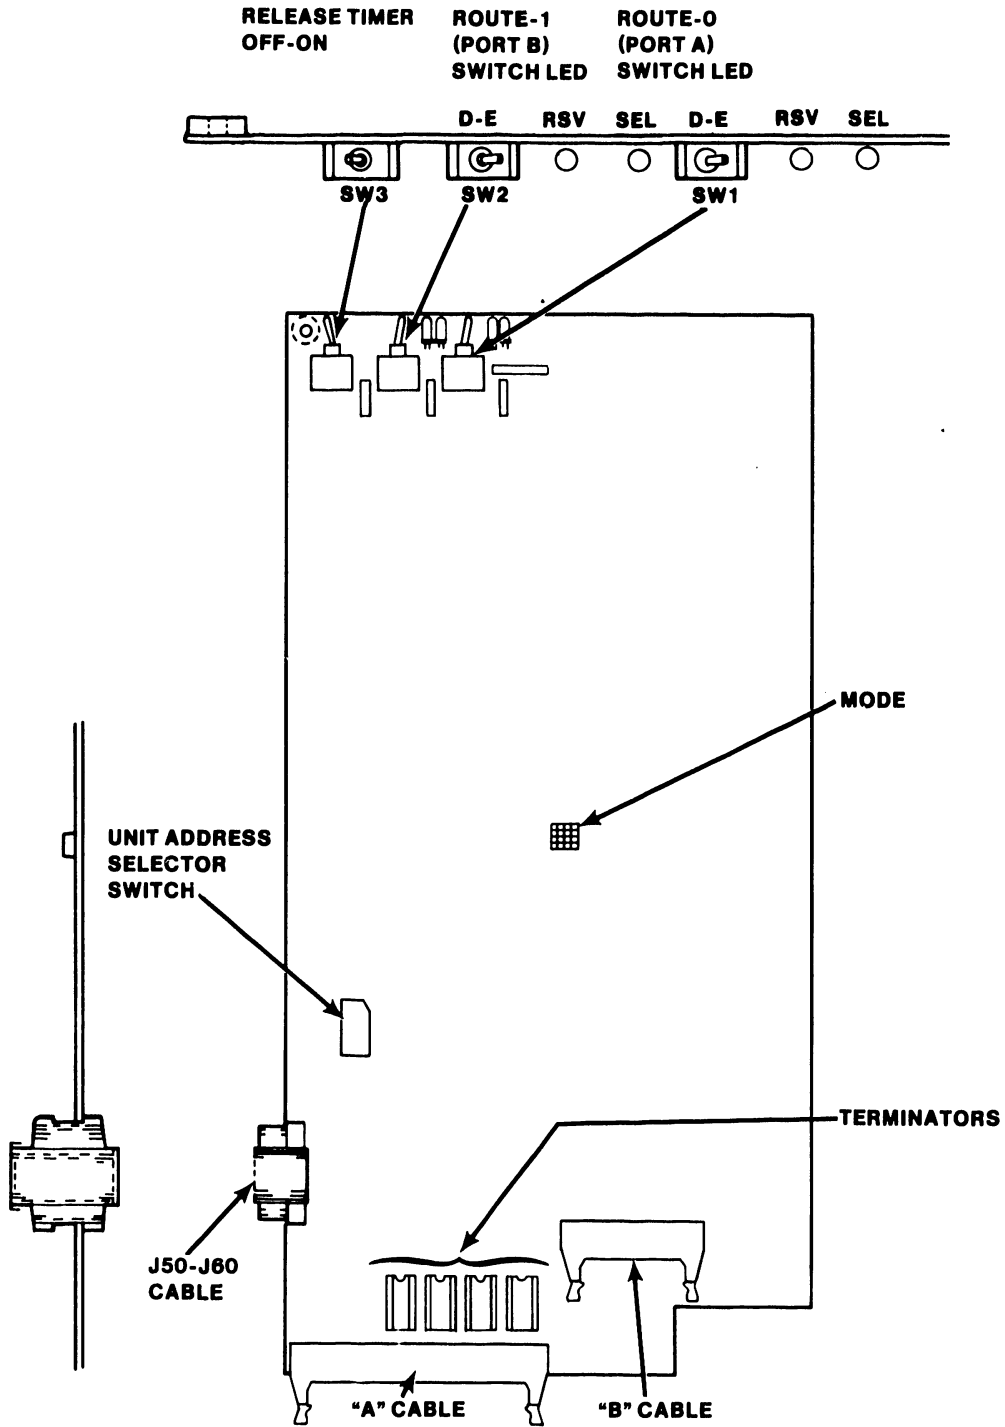 RELEASE TIMER
OFF-ON
ROUTE-1
(PORT B)
SWITCH LED
ROUTE-0
(PORT A)
SWITCH LED
D-E RSV SEL D-E RSV SEL
SW3 SW2 SW1
MODE
UNIT ADDRESS
SELECTOR
SWITCH
TERMINATORS
J50-J60
CABLE
"A" CABLE
"B" CABLE